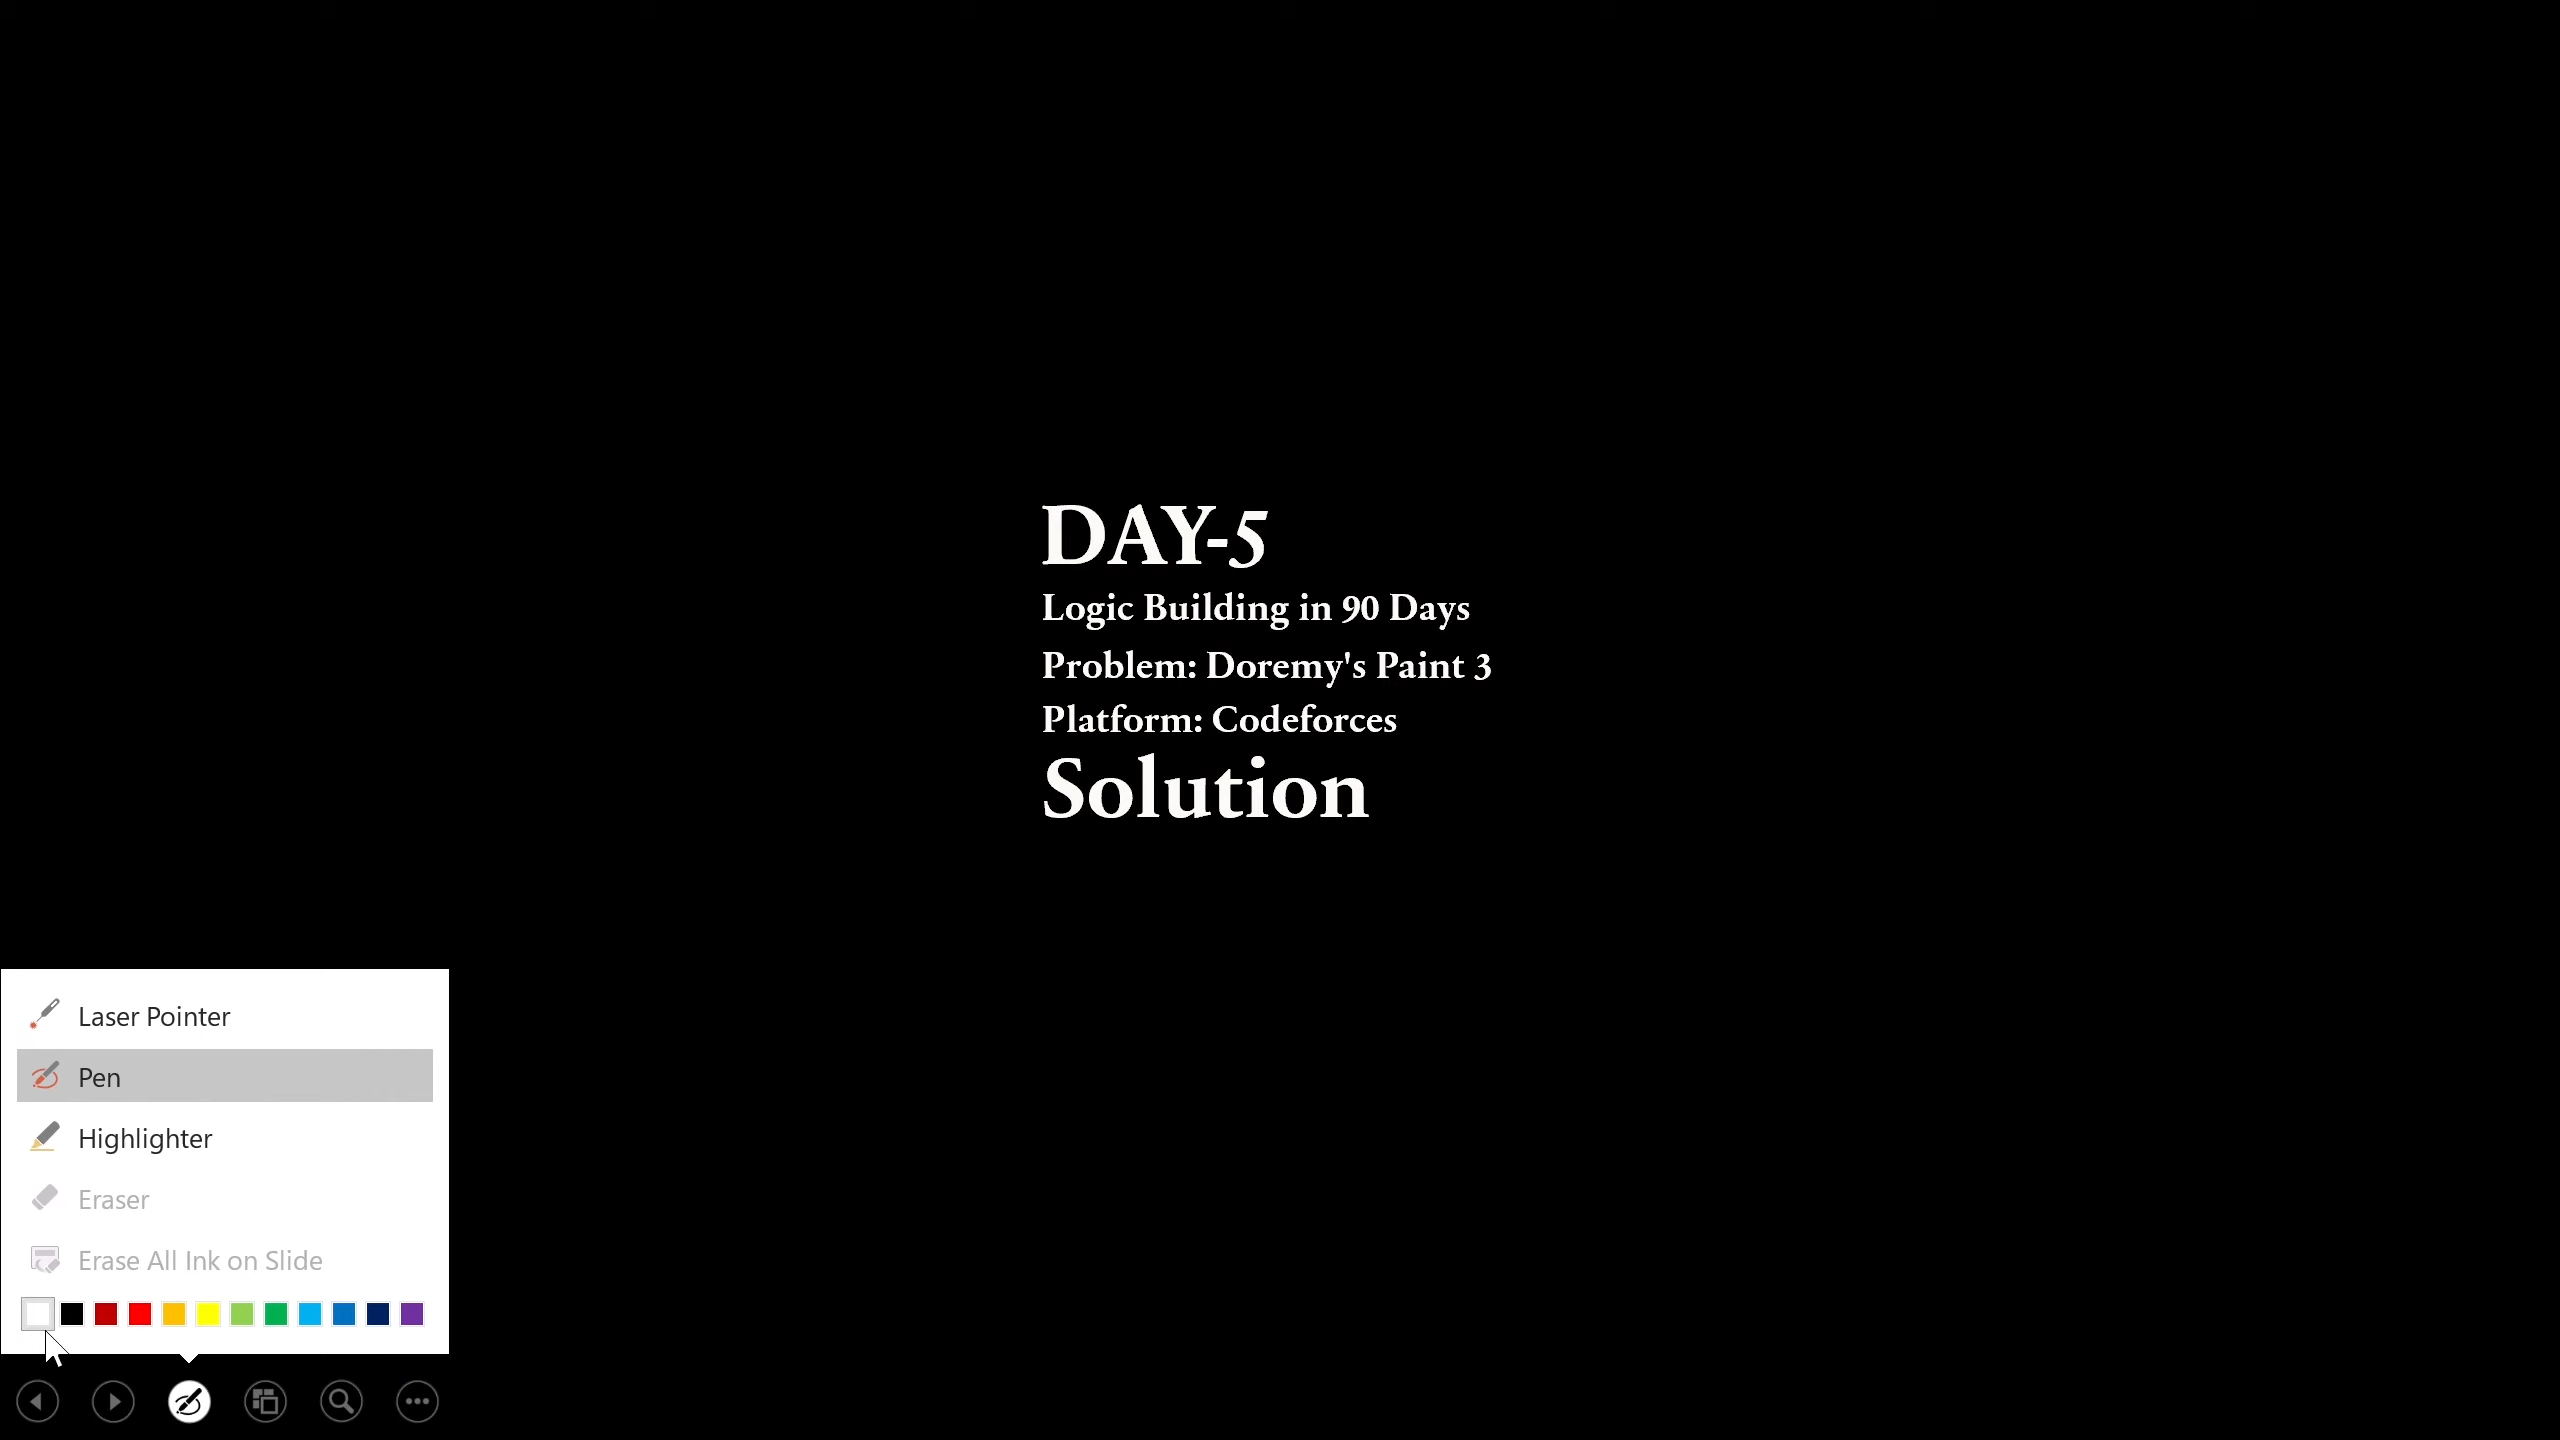 DAY-5
Logic Building in 90 Days
Problem: Doremy's Paint 3
Platform: Codeforces
Solution
Laser Pointer
Pen
Highlighter
Eraser
Erase All Ink on Slide